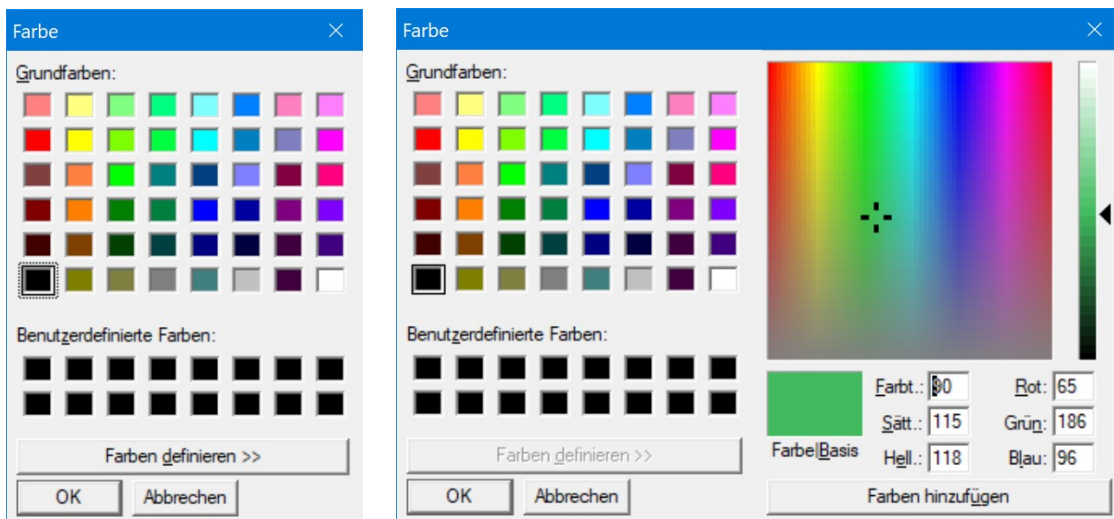 Farbe
Grundfarben:
Benutzerdefinierte Farben:
Farben definieren >>
OK Abbrechen
Farbe
Grundfarben:
Benutzerdefinierte Farben:
Farben definieren >>
OK Abbrechen
Farbt.: 90 Rot: 65
Sätt.: 115 Grün: 186
Farbe|Basis Hell.: 118 Blau: 96
Farben hinzufügen